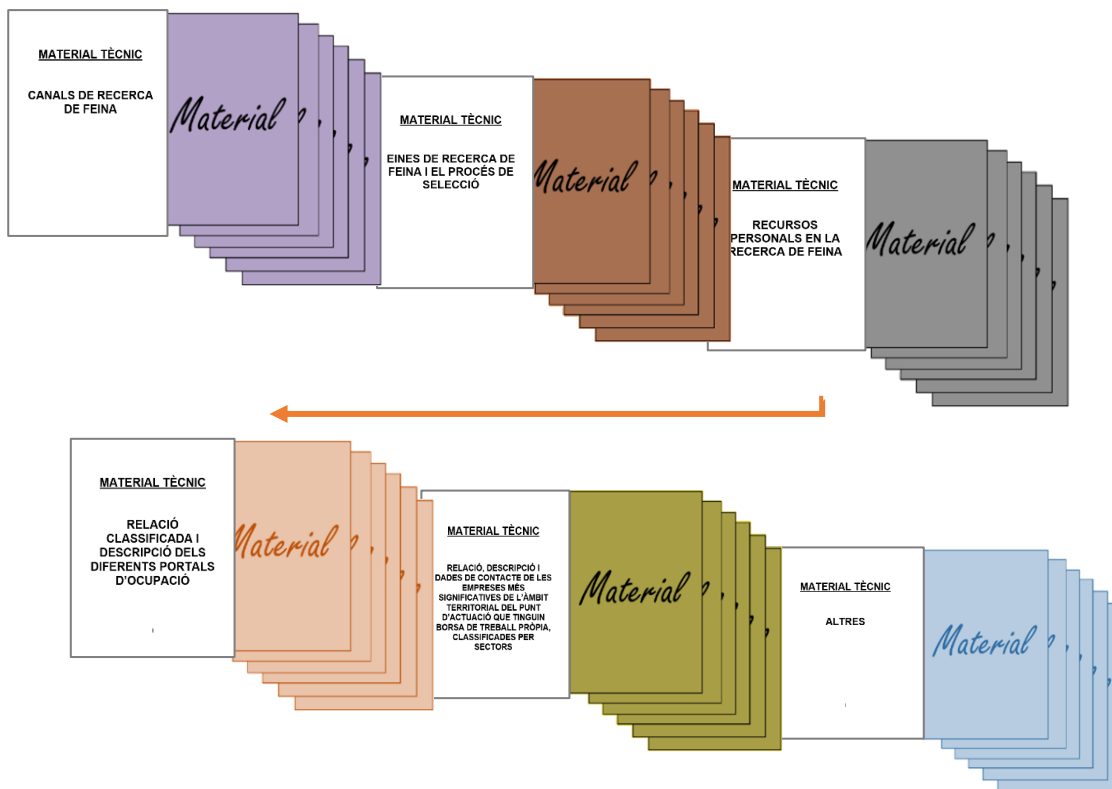 MATERIAL TÈCNIC
CANALS DE RECERCA
DE FEINA
Material
MATERIAL TÈCNIC
EINES DE RECERCA DE
FEINA I EL PROCÉS DE
SELECCIÓ
Material
MATERIAL TÈCNIC
RECURSOS
PERSONALS EN LA
RECERCA DE FEINA
Material
MATERIAL TÈCNIC
RELACIÓ
CLASSIFICADA I
DESCRIPCIÓ DELS
DIFERENTS PORTALS
D'OCUPACIÓ
Material
MATERIAL TÈCNIC
RELACIÓ, DESCRIPCIÓ I
DADES DE CONTACTE DE LES
EMPRESES MÉS
SIGNIFICATIVES DE L'ÀMBIT
TERRITORIAL DEL PUNT
D'ACTUACIÓ QUE TINGUIN
BORSA DE TREBALL PRÒPIA,
CLASSIFICADES PER
SECTORS
Material
MATERIAL TÈCNIC
ALTRES
Material